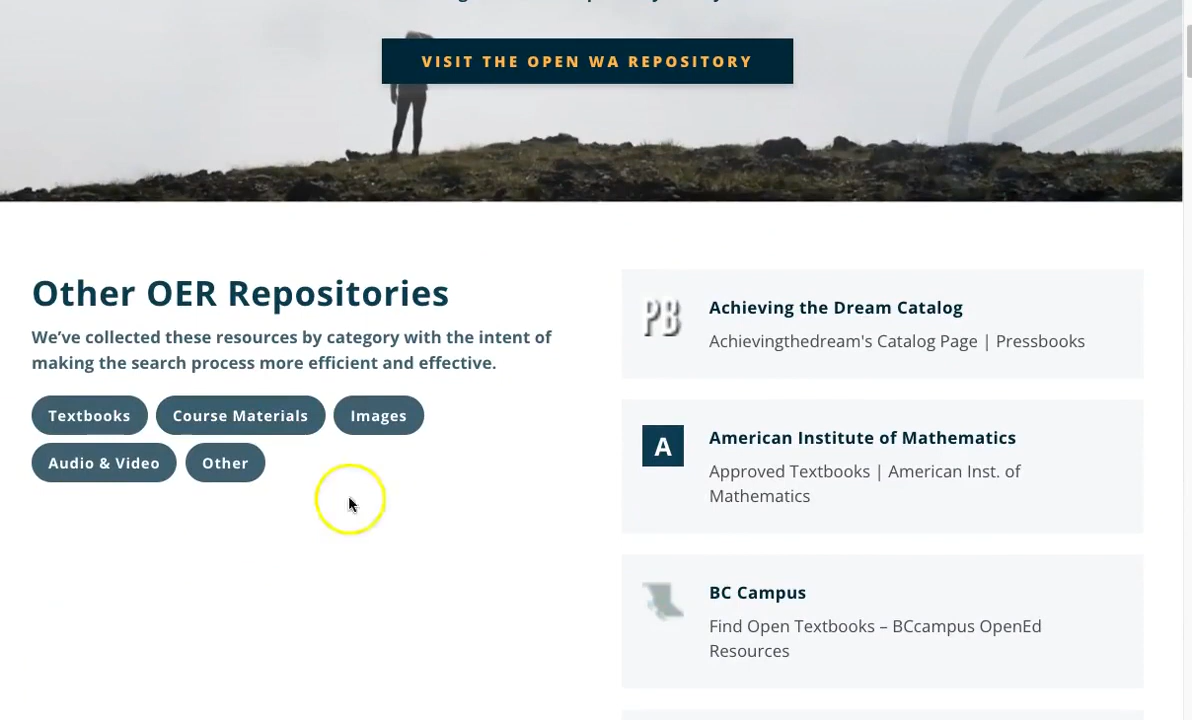 VISIT THE OPEN WA REPOSITORY
Other OER Repositories
We've collected these resources by category with the intent of
making the search process more efficient and effective.
Textbooks
Course Materials
Images
Audio & Video
Other
PB
Achieving the Dream Catalog
Achievingthedream's Catalog Page | Pressbooks
A
American Institute of Mathematics
Approved Textbooks | American Inst. of
Mathematics
BC Campus
Find Open Textbooks – BCcampus OpenEd
Resources